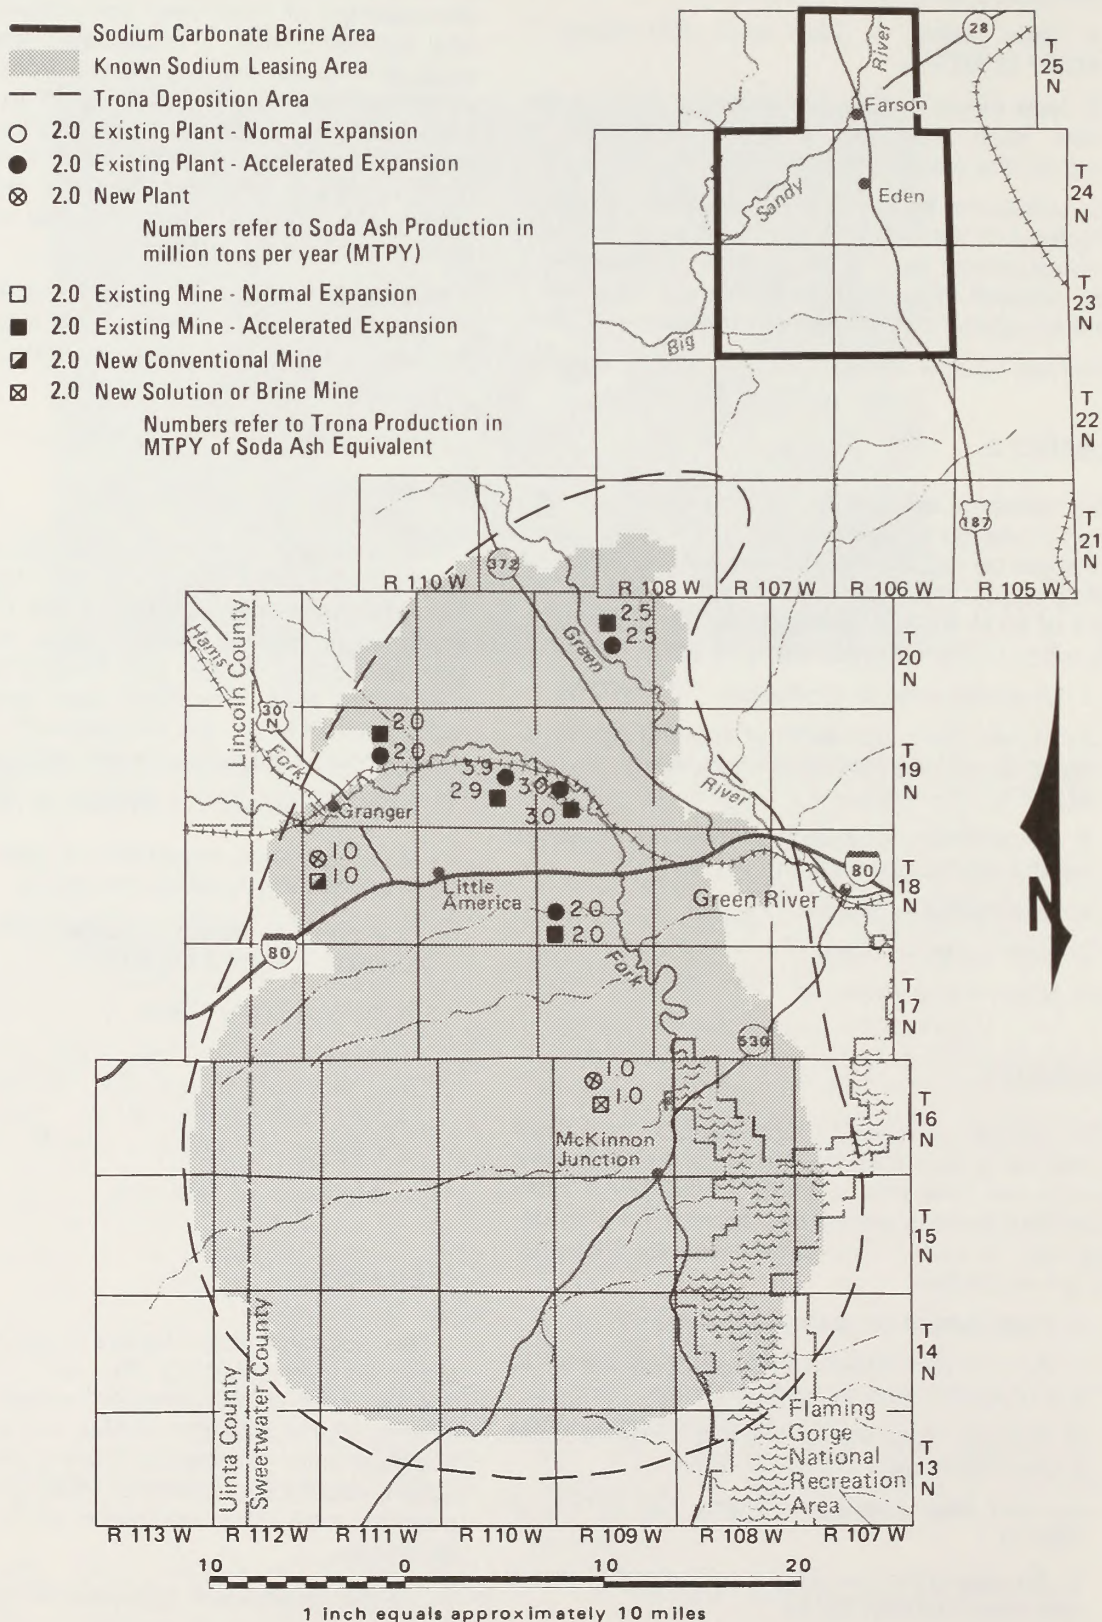 Sodium Carbonate Brine Area
Known Sodium Leasing Area
Trona Deposition Area
2.0 Existing Plant - Normal Expansion
2.0 Existing Plant - Accelerated Expansion
2.0 New Plant
Numbers refer to Soda Ash Production in
million tons per year (MTPY)
2.0 Existing Mine - Normal Expansion
2.0 Existing Mine - Accelerated Expansion
2.0 New Conventional Mine
2.0 New Solution or Brine Mine
Numbers refer to Trona Production in
MTPY of Soda Ash Equivalent
River
28
T
25
N
Farson
T
24
N
Sandy
Eden
T
23
N
Big
T
22
N
187
T
21
N
372
R 110 W
R 108 W
R 107 W
R 106 W
R 105 W
2.5
2.5
Green
T
20
N
Hams
Lincoln County
30
N
2.0
2.0
Fork
3.9
2.9
3.0
3.0
T
19
N
River
Granger
1.0
1.0
80
Little
America
Green River
T
18
N
2.0
2.0
80
Fork
T
17
N
530
1.0
1.0
T
16
N
McKinnon
Junction
T
15
N
T
14
N
Uinta County
Sweetwater County
Flaming
Gorge
National
Recreation
Area
T
13
N
N
R 113 W
R 112 W
R 111 W
R 110 W
R 109 W
R 108 W
R 107 W
10 0 10 20
1 inch equals approximately 10 miles